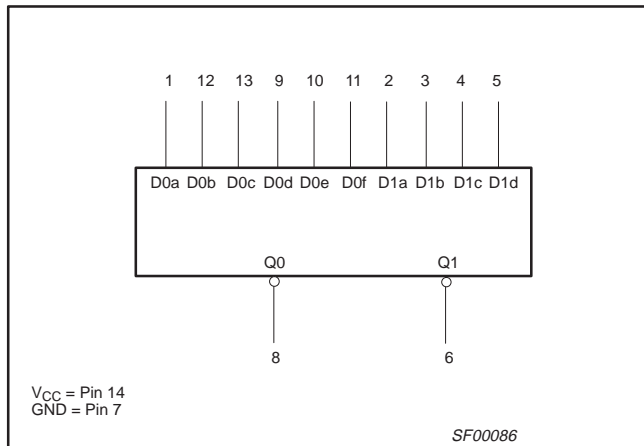 1 12 13 9 10 11 2 3 4 5
D0a D0b D0c D0d D0e D0f D1a D1b D1c D1d
Q0 Q1
8 6
VCC = Pin 14
GND = Pin 7
SF00086